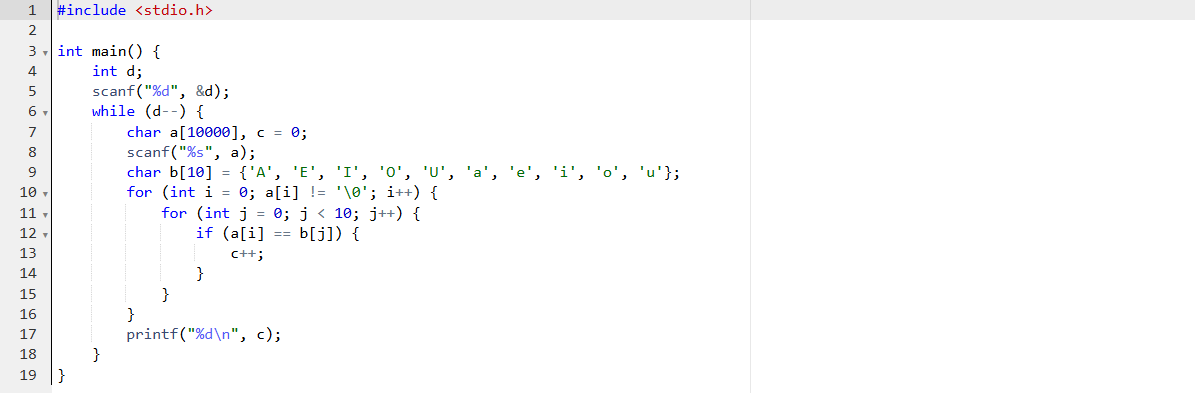 1 #include <stdio.h>
2
3 int main() {
4     int d;
5     scanf("%d", &d);
6     while (d--) {
7         char a[10000], c = 0;
8         scanf("%s", a);
9         char b[10] = {'A', 'E', 'I', 'O', 'U', 'a', 'e', 'i', 'o', 'u'};
10         for (int i = 0; a[i] != '\0'; i++) {
11             for (int j = 0; j < 10; j++) {
12                 if (a[i] == b[j]) {
13                     c++;
14                 }
15             }
16         }
17         printf("%d\n", c);
18     }
19 }